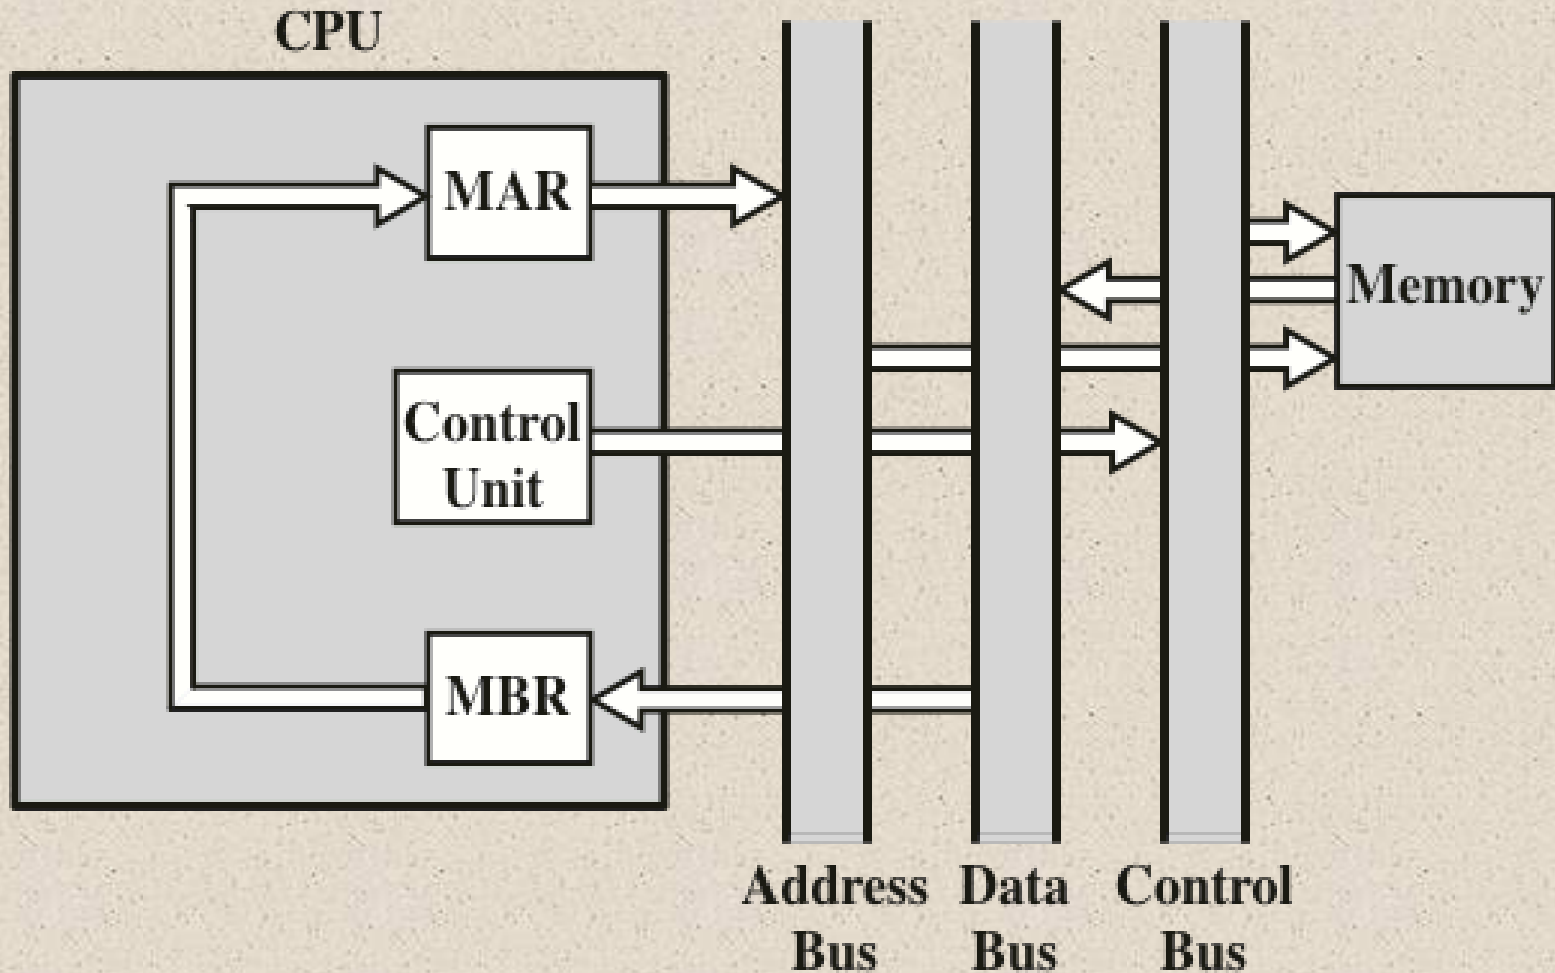 CPU
MAR
Memory
Control
Unit
MBR
Address
Bus
Data
Bus
Control
Bus